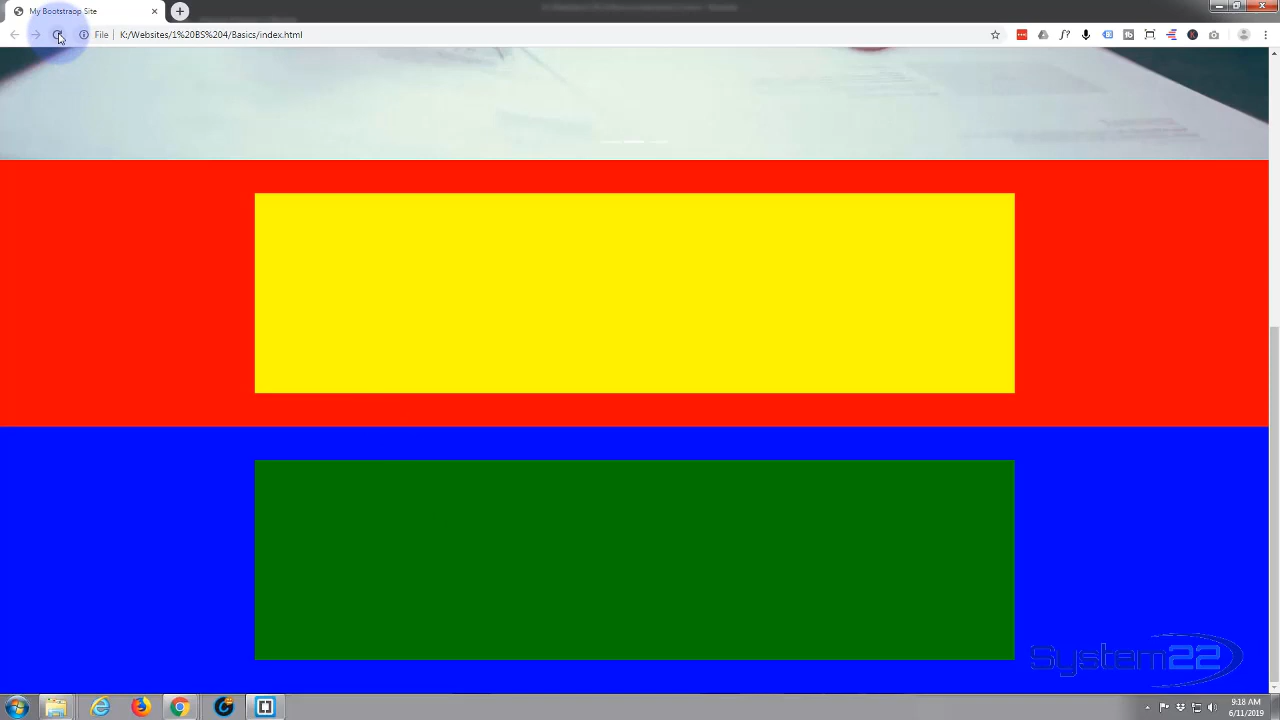 My Bootstrap Site
File K:/Websites/1%20BS%204/Basics/index.html
System22
9:18 AM
6/11/2019